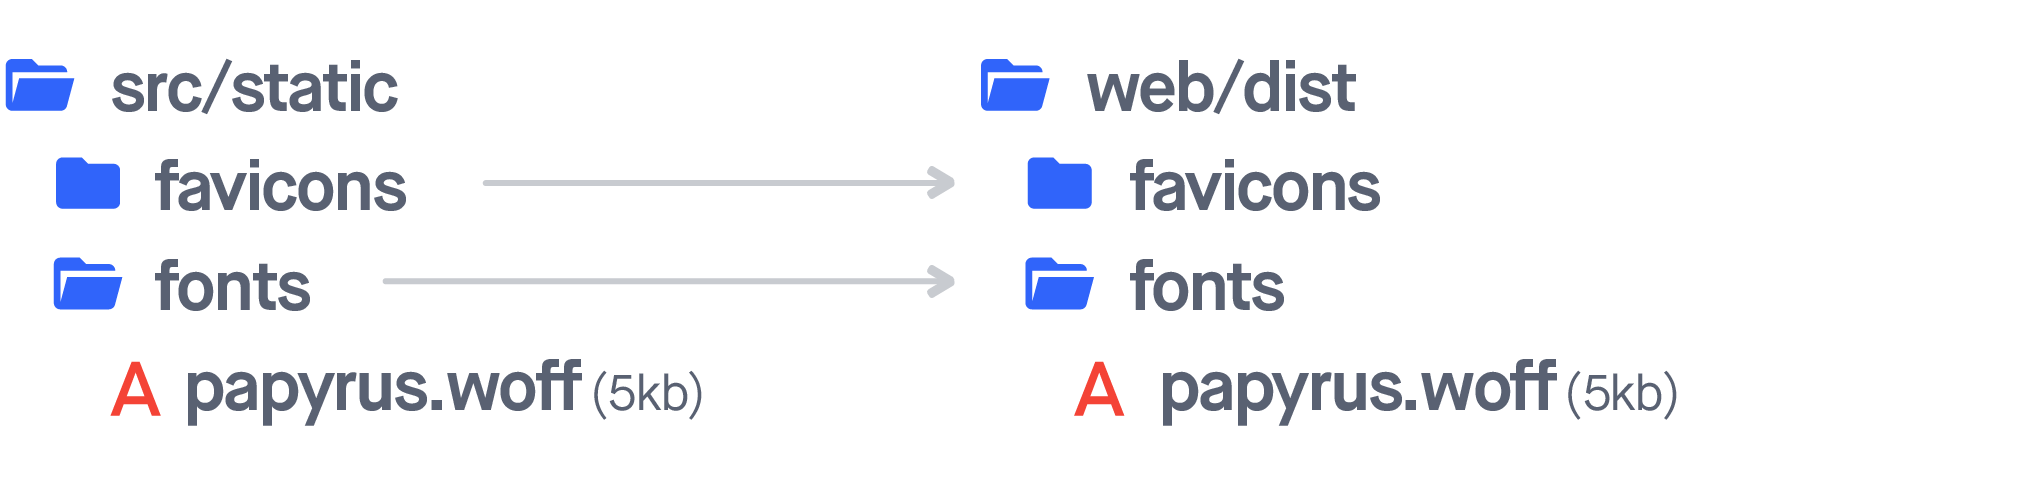 src/static
favicons
fonts
papyrus.woff (5kb)
web/dist
favicons
fonts
papyrus.woff (5kb)